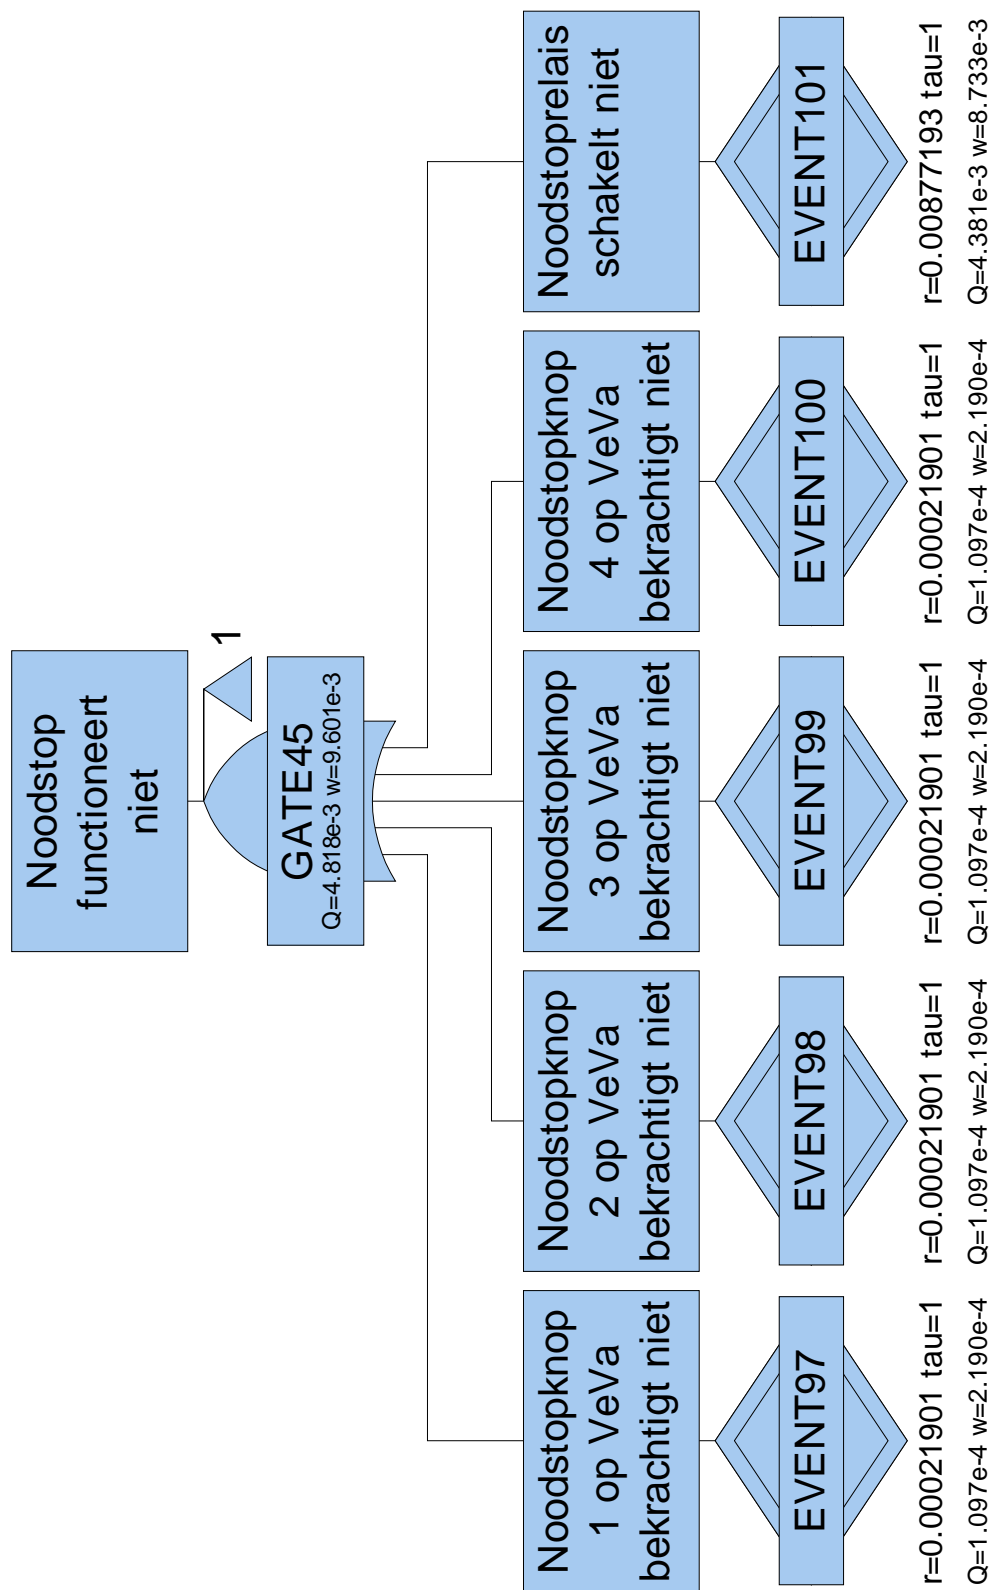 Noodstop
functioneert
niet
1
GATE45
Q=4.818e-3 w=9.601e-3
Noodstopknop
1 op VeVa
bekrachtigt niet
EVENT97
r=0.00021901 tau=1
Q=1.097e-4 w=2.190e-4
Noodstopknop
2 op VeVa
bekrachtigt niet
EVENT98
r=0.00021901 tau=1
Q=1.097e-4 w=2.190e-4
Noodstopknop
3 op VeVa
bekrachtigt niet
EVENT99
r=0.00021901 tau=1
Q=1.097e-4 w=2.190e-4
Noodstopknop
4 op VeVa
bekrachtigt niet
EVENT100
r=0.00021901 tau=1
Q=1.097e-4 w=2.190e-4
Noodstoprelais
schakelt niet
EVENT101
r=0.00877193 tau=1
Q=4.381e-3 w=8.733e-3